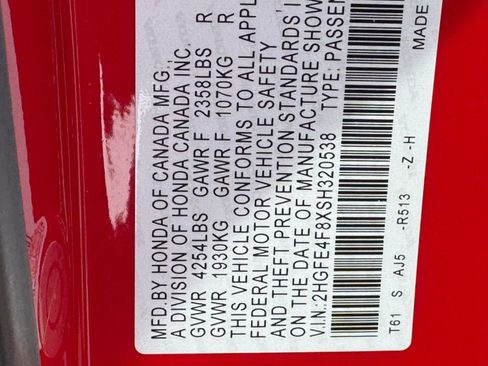 MFD.BY HONDA OF CANADA MFG.,
A DIVISION OF HONDA CANADA INC.
GVWR 4254LBS GAWR F 2358LBS R
GVWR 1930KG GAWR F 1070KG R
THIS VEHICLE CONFORMS TO ALL APPL
FEDERAL MOTOR VEHICLE SAFETY
AND THEFT PREVENTION STANDARDS I
ON THE DATE OF MANUFACTURE SHOW
V.I.N.:2HGFE4F8XSH320538 TYPE: PASSEN
T61 S AJ5 -R513 -Z -H MADE